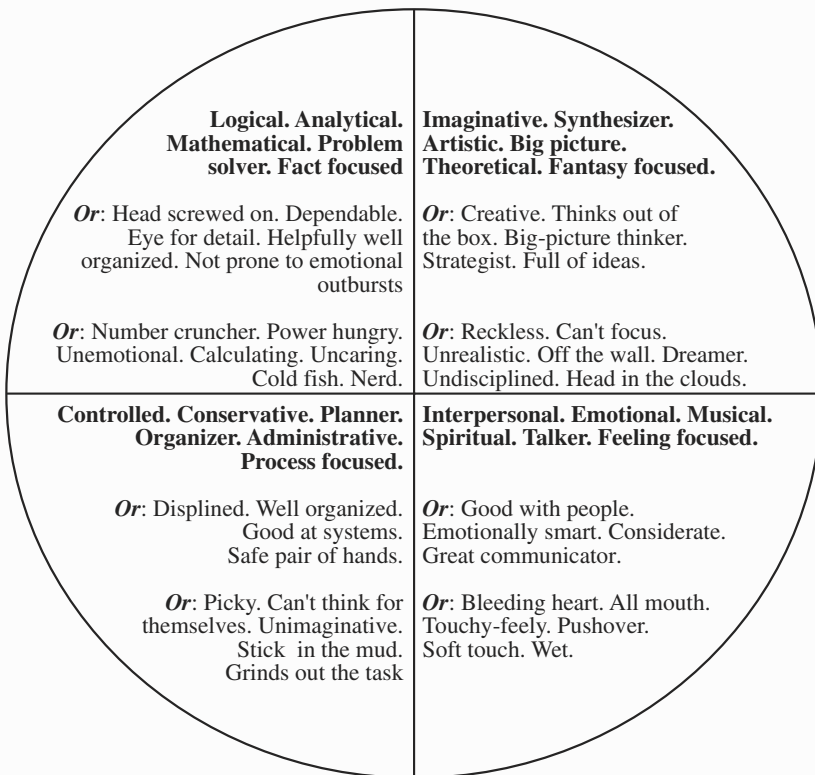 Logical. Analytical.
Mathematical. Problem
solver. Fact focused
Or: Head screwed on. Dependable.
Eye for detail. Helpfully well
organized. Not prone to emotional
outbursts
Or: Number cruncher. Power hungry.
Unemotional. Calculating. Uncaring.
Cold fish. Nerd.
Imaginative. Synthesizer.
Artistic. Big picture.
Theoretical. Fantasy focused.
Or: Creative. Thinks out of
the box. Big-picture thinker.
Strategist. Full of ideas.
Or: Reckless. Can't focus.
Unrealistic. Off the wall. Dreamer.
Undisciplined. Head in the clouds.
Controlled. Conservative. Planner.
Organizer. Administrative.
Process focused.
Or: Displined. Well organized.
Good at systems.
Safe pair of hands.
Or: Picky. Can't think for
themselves. Unimaginative.
Stick in the mud.
Grinds out the task
Interpersonal. Emotional. Musical.
Spiritual. Talker. Feeling focused.
Or: Good with people.
Emotionally smart. Considerate.
Great communicator.
Or: Bleeding heart. All mouth.
Touchy-feely. Pushover.
Soft touch. Wet.